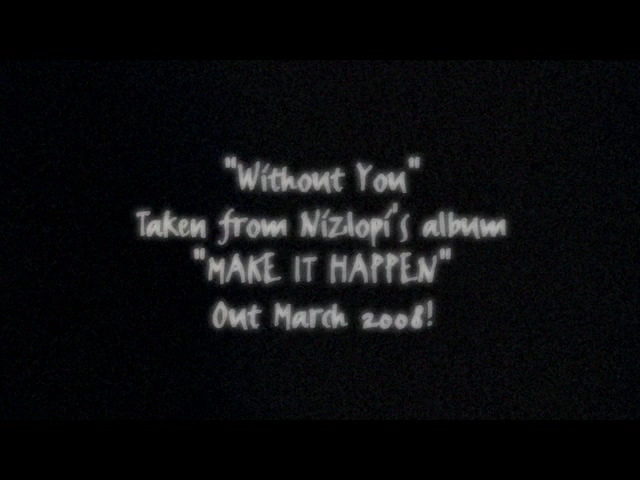 "Without You"
Taken from Nizlopi's album
"MAKE IT HAPPEN"
Out March 2008!